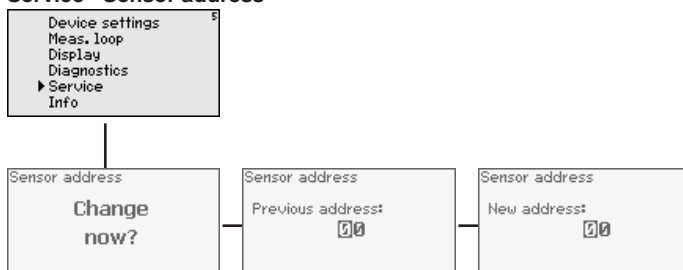 Service - Sensor address
Device settings 5
Meas. loop
Display
Diagnostics
Service
Info
Sensor address
Change
now?
Sensor address
Previous address:
00
Sensor address
New address:
00